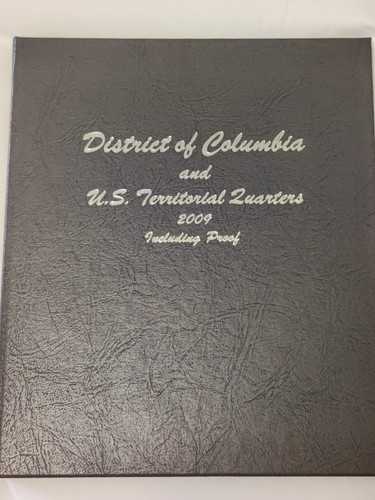 District of Columbia
and
U.S. Territorial Quarters
2009
Including Proof